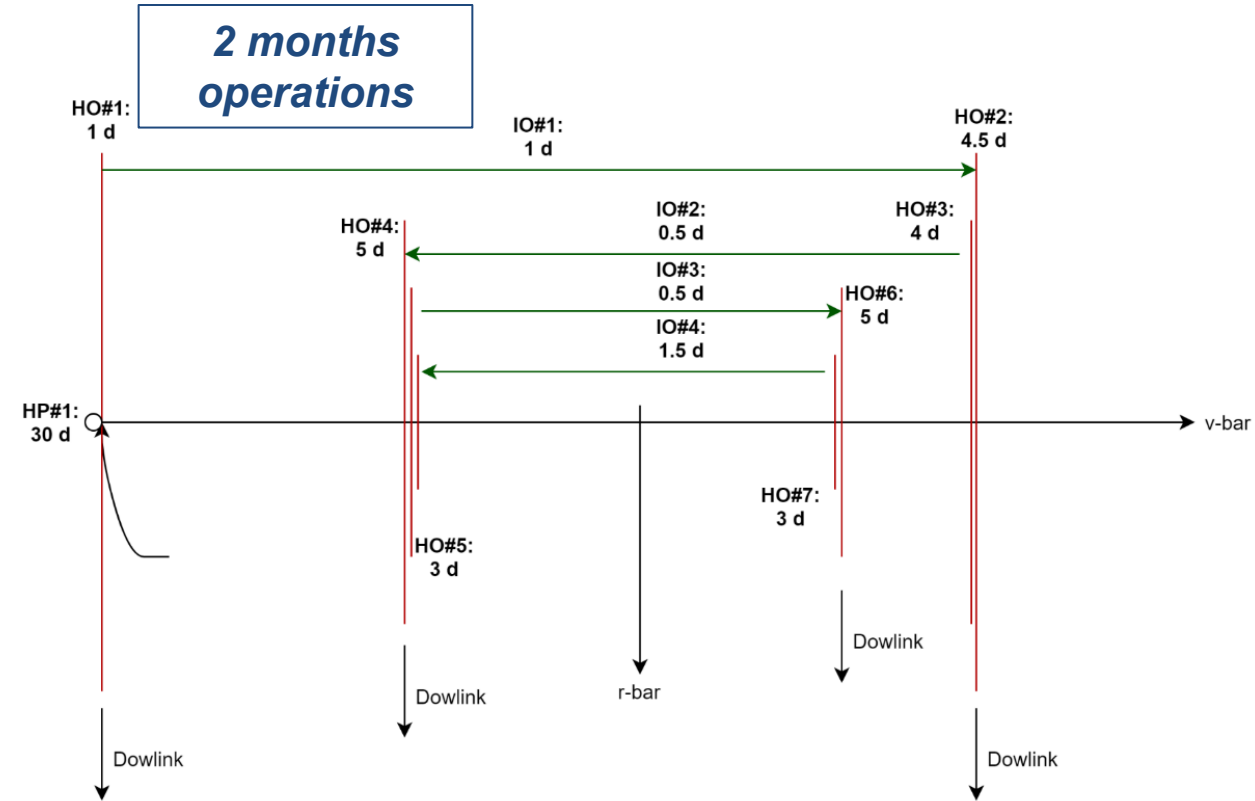 2 months
operations
HO#1:
1 d
IO#1:
1 d
HO#2:
4.5 d
HO#4:
5 d
IO#2:
0.5 d
HO#3:
4 d
IO#3:
0.5 d
HO#6:
5 d
IO#4:
1.5 d
HP#1:
30 d
v-bar
HO#7:
3 d
HO#5:
3 d
Dowlink
Dowlink
r-bar
Dowlink
Dowlink